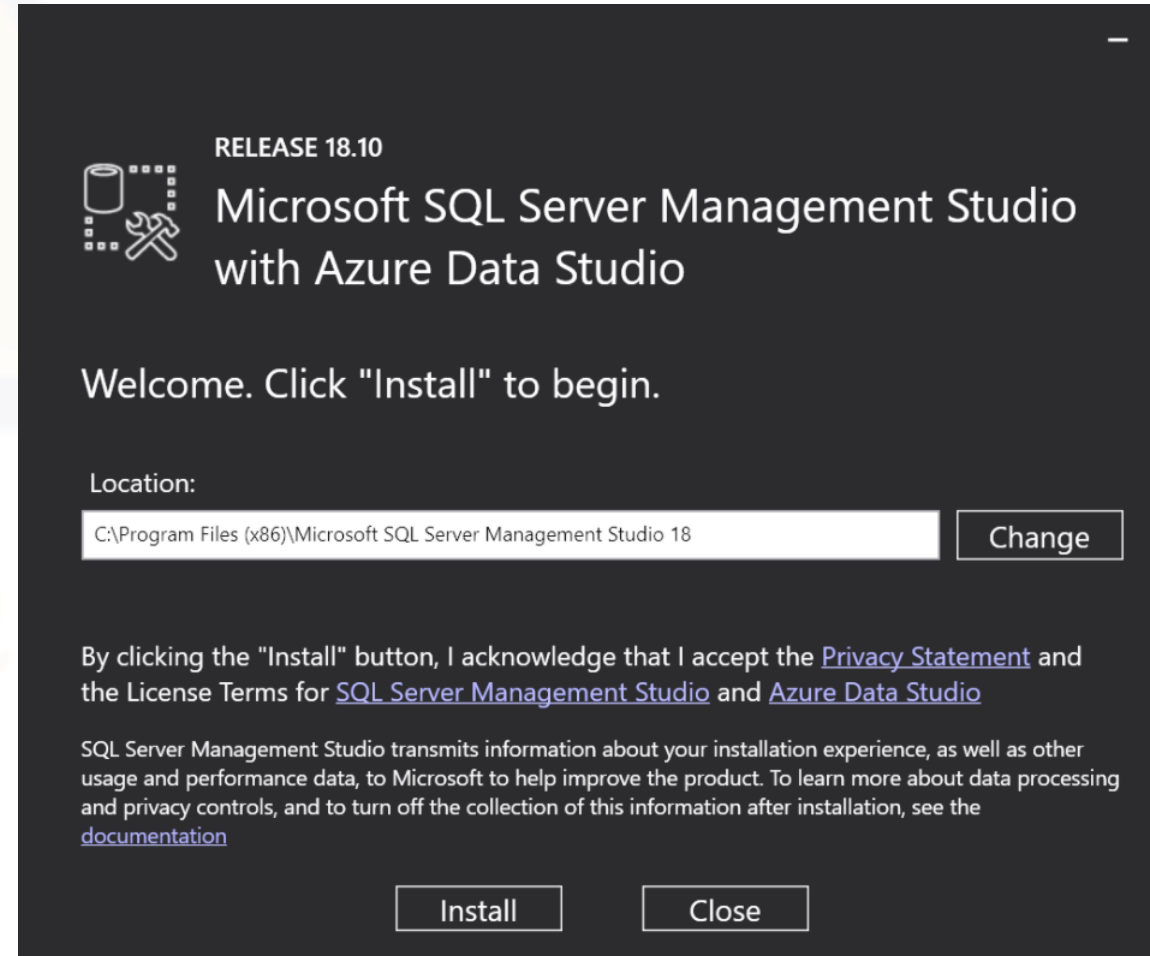 RELEASE 18.10
Microsoft SQL Server Management Studio
with Azure Data Studio
Welcome. Click "Install" to begin.
Location:
C:\Program Files (x86)\Microsoft SQL Server Management Studio 18
Change
By clicking the "Install" button, I acknowledge that I accept the Privacy Statement and
the License Terms for SQL Server Management Studio and Azure Data Studio
SQL Server Management Studio transmits information about your installation experience, as well as other
usage and performance data, to Microsoft to help improve the product. To learn more about data processing
and privacy controls, and to turn off the collection of this information after installation, see the
documentation
Install
Close